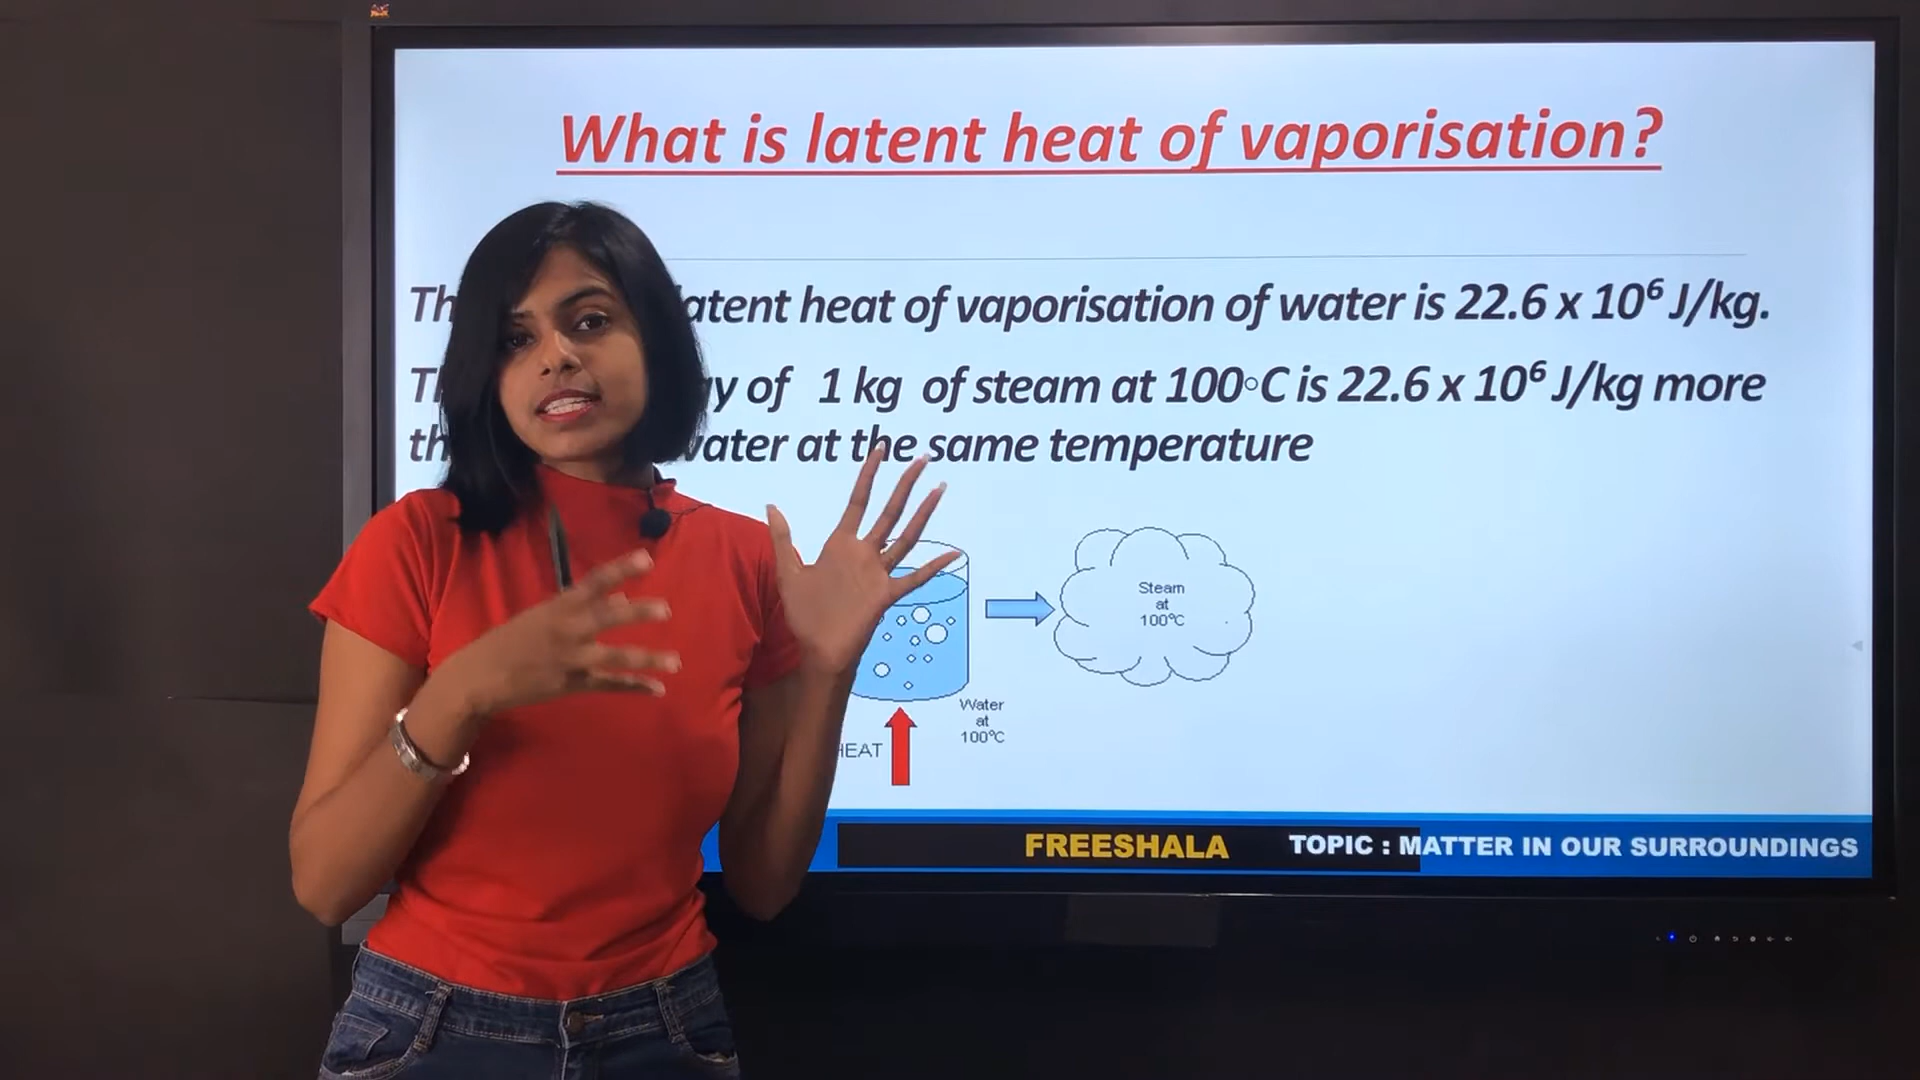 What is latent heat of vaporisation?
latent heat of vaporisation of water is 22.6 x 10⁶ J/kg.
of 1 kg of steam at 100◦C is 22.6 x 10⁶ J/kg more
water at the same temperature
Steam
at
100°C
Water
at
100°C
HEAT
FREESHALA TOPIC : MATTER IN OUR SURROUNDINGS